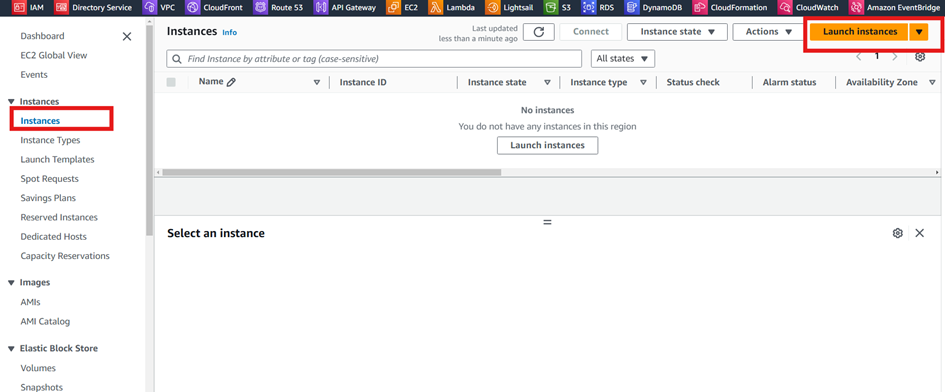 IAM Directory Service VPC CloudFront Route 53 API Gateway EC2 Lambda Lightsail S3 RDS DynamoDB CloudFormation CloudWatch Amazon EventBridge
Dashboard
EC2 Global View
Events
Instances
Instances
Instance Types
Launch Templates
Spot Requests
Savings Plans
Reserved Instances
Dedicated Hosts
Capacity Reservations
Images
AMIs
AMI Catalog
Elastic Block Store
Volumes
Snapshots
Instances Info
Last updated
less than a minute ago
Connect Instance state Actions Launch instances
Find Instance by attribute or tag (case-sensitive) All states 1
Name Instance ID Instance state Instance type Status check Alarm status Availability Zone
No instances
You do not have any instances in this region
Launch instances
Select an instance